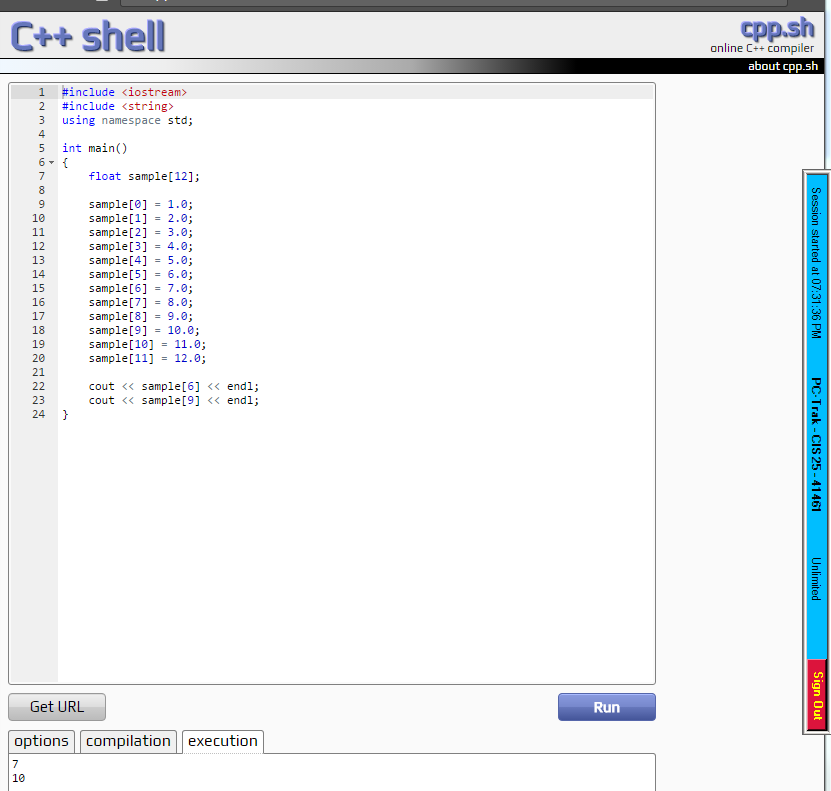 C++ shell
cpp.sh
online C++ compiler
about cpp.sh
1 #include <iostream>
2 #include <string>
3 using namespace std;
4
5 int main()
6 {
7 float sample[12];
8
9 sample[0] = 1.0;
10 sample[1] = 2.0;
11 sample[2] = 3.0;
12 sample[3] = 4.0;
13 sample[4] = 5.0;
14 sample[5] = 6.0;
15 sample[6] = 7.0;
16 sample[7] = 8.0;
17 sample[8] = 9.0;
18 sample[9] = 10.0;
19 sample[10] = 11.0;
20 sample[11] = 12.0;
21
22 cout << sample[6] << endl;
23 cout << sample[9] << endl;
24 }
Get URL
Run
options
compilation
execution
7
10
Session started at 07:31:36 PM
PC-Trak - CIS 25 - 41461
Unlimited
Sign Out